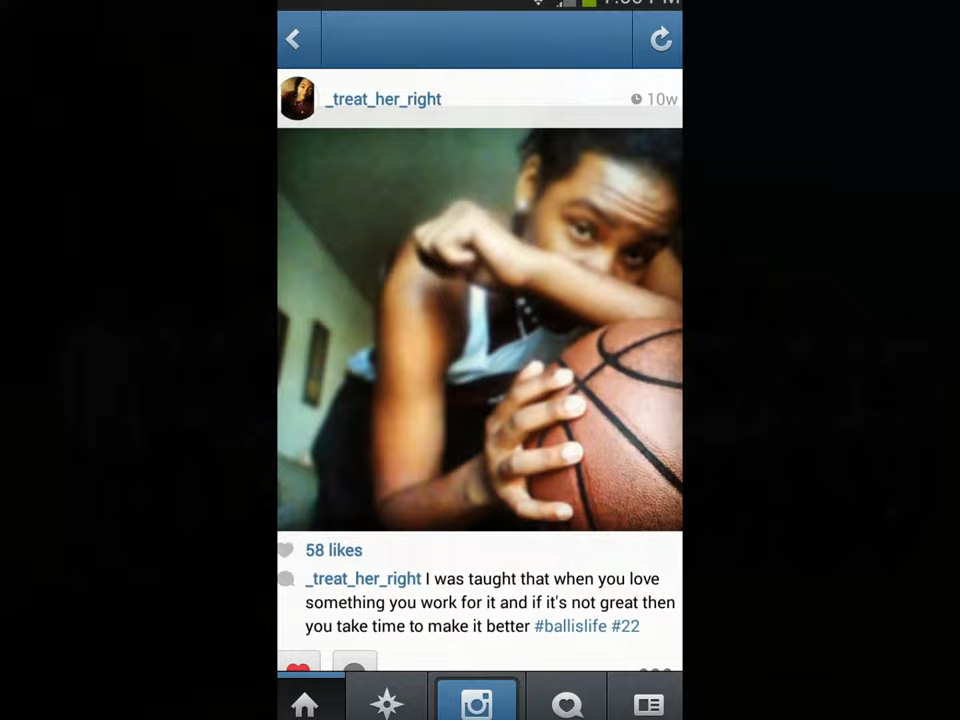 _treat_her_right
10w
58 likes
_treat_her_right I was taught that when you love
something you work for it and if it's not great then
you take time to make it better #ballislife #22